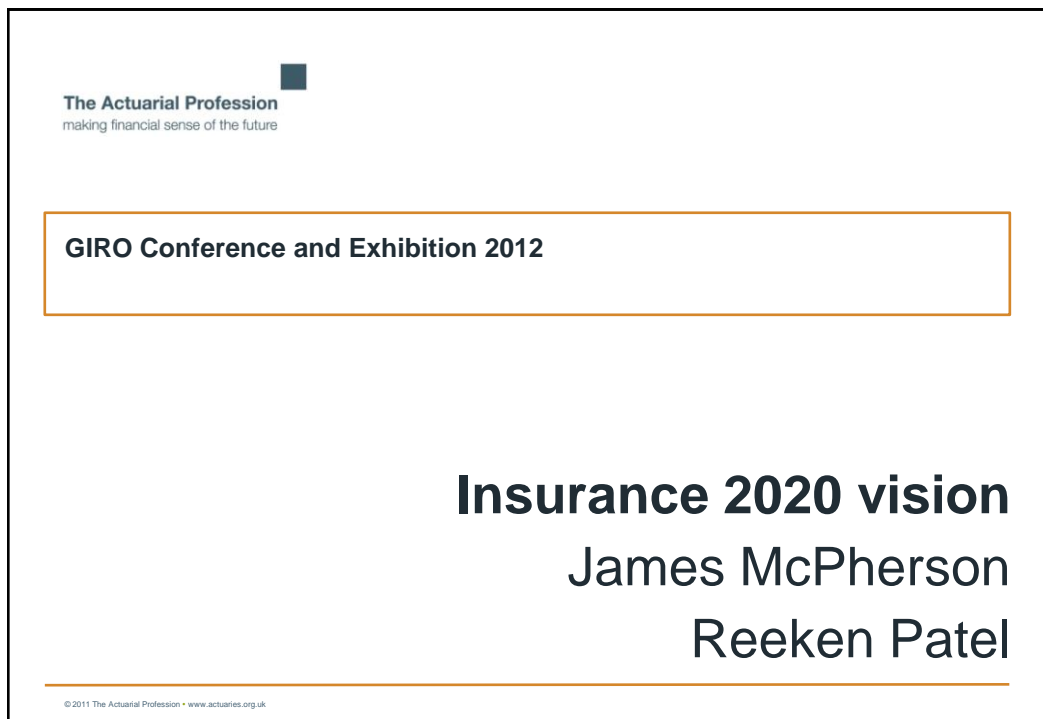 The Actuarial Profession
making financial sense of the future
GIRO Conference and Exhibition 2012
Insurance 2020 vision
James McPherson
Reeken Patel
© 2011 The Actuarial Profession • www.actuaries.org.uk